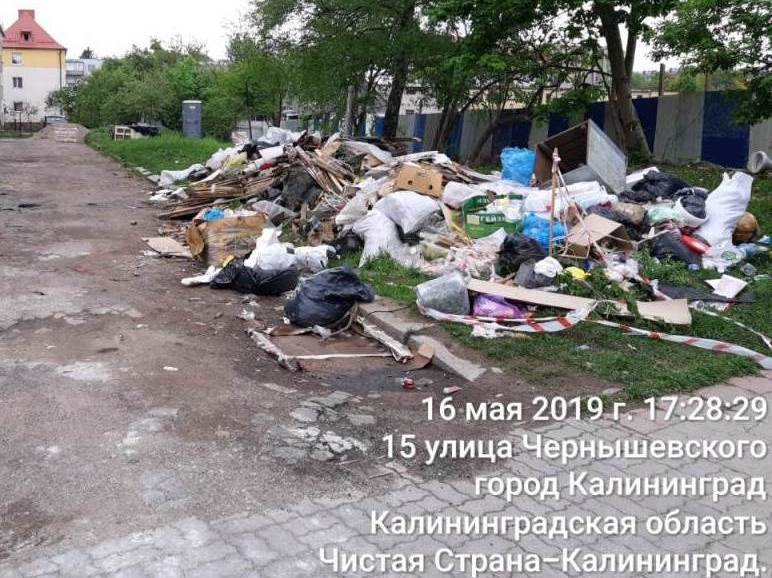 16 мая 2019 г. 17:28:29
15 улица Чернышевского
город Калининград
Калининградская область
Чистая Страна–Калининград.